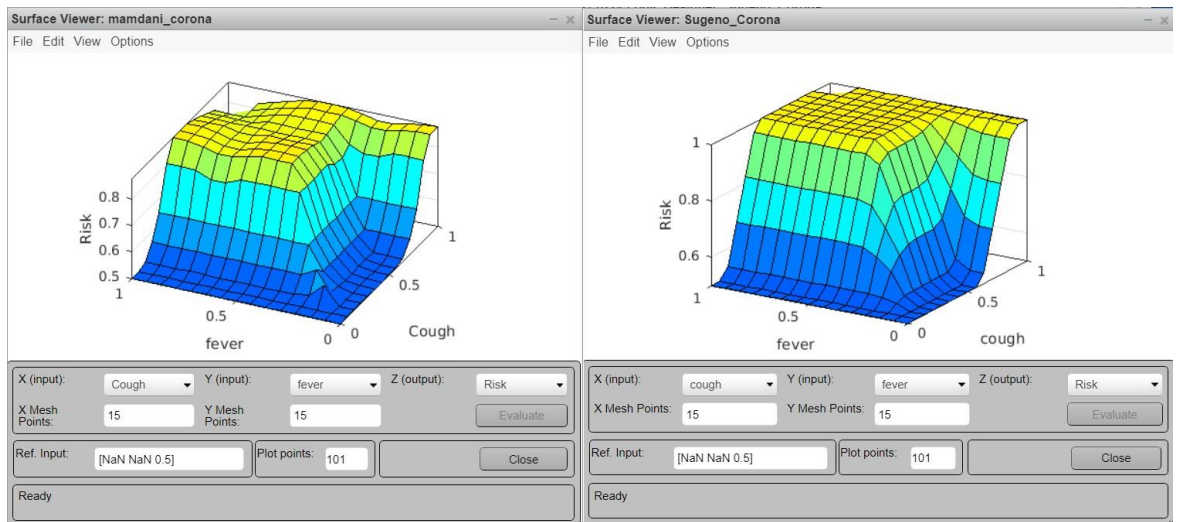 Surface Viewer: mamdani_corona
File Edit View Options
0.8
0.7
0.6
0.5
Risk
1
0.5
0
fever
0
0.5
1
Cough
X (input):
Cough
Y (input):
fever
Z (output):
Risk
X Mesh
Points:
15
Y Mesh
Points:
15
Evaluate
Ref. Input:
[NaN NaN 0.5]
Plot points:
101
Close
Ready
Surface Viewer: Sugeno_Corona
File Edit View Options
1
0.8
0.6
Risk
1
0.5
0
fever
0
0.5
1
cough
X (input):
cough
Y (input):
fever
Z (output):
Risk
X Mesh Points:
15
Y Mesh Points:
15
Evaluate
Ref. Input:
[NaN NaN 0.5]
Plot points:
101
Close
Ready